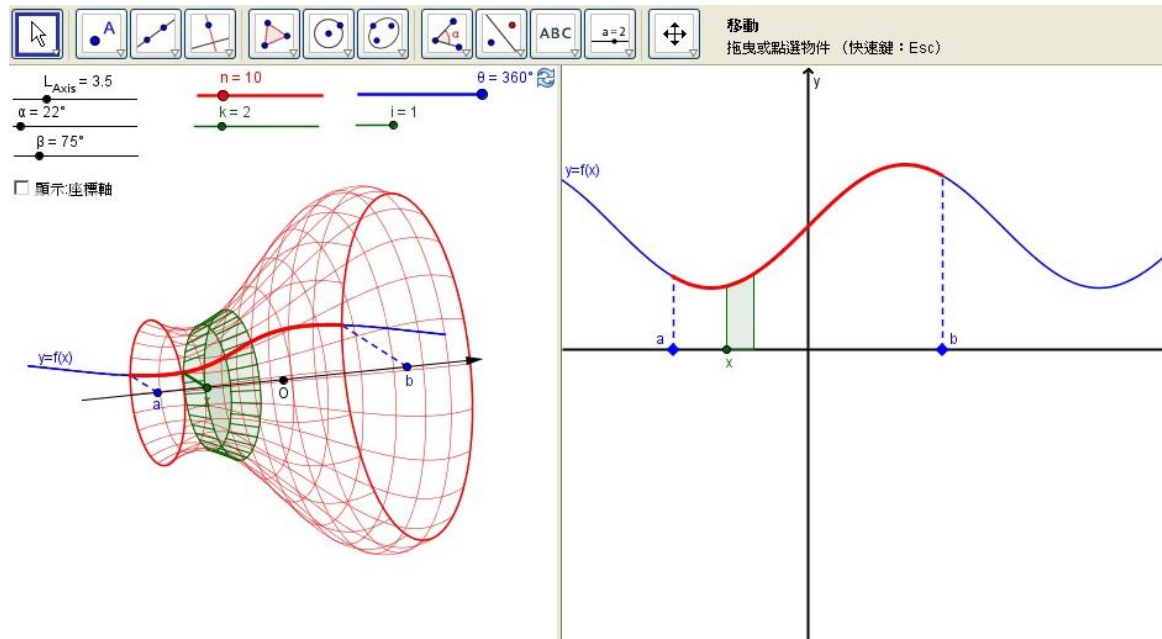 A
α
ABC
a=2
移動
拖曳或點選物件 (快速鍵:Esc)
L_Axis = 3.5
n = 10
θ = 360°
α = 22°
k = 2
i = 1
β = 75°
顯示:座標軸
y=f(x)
a
x
O
b
y
y=f(x)
a
x
b